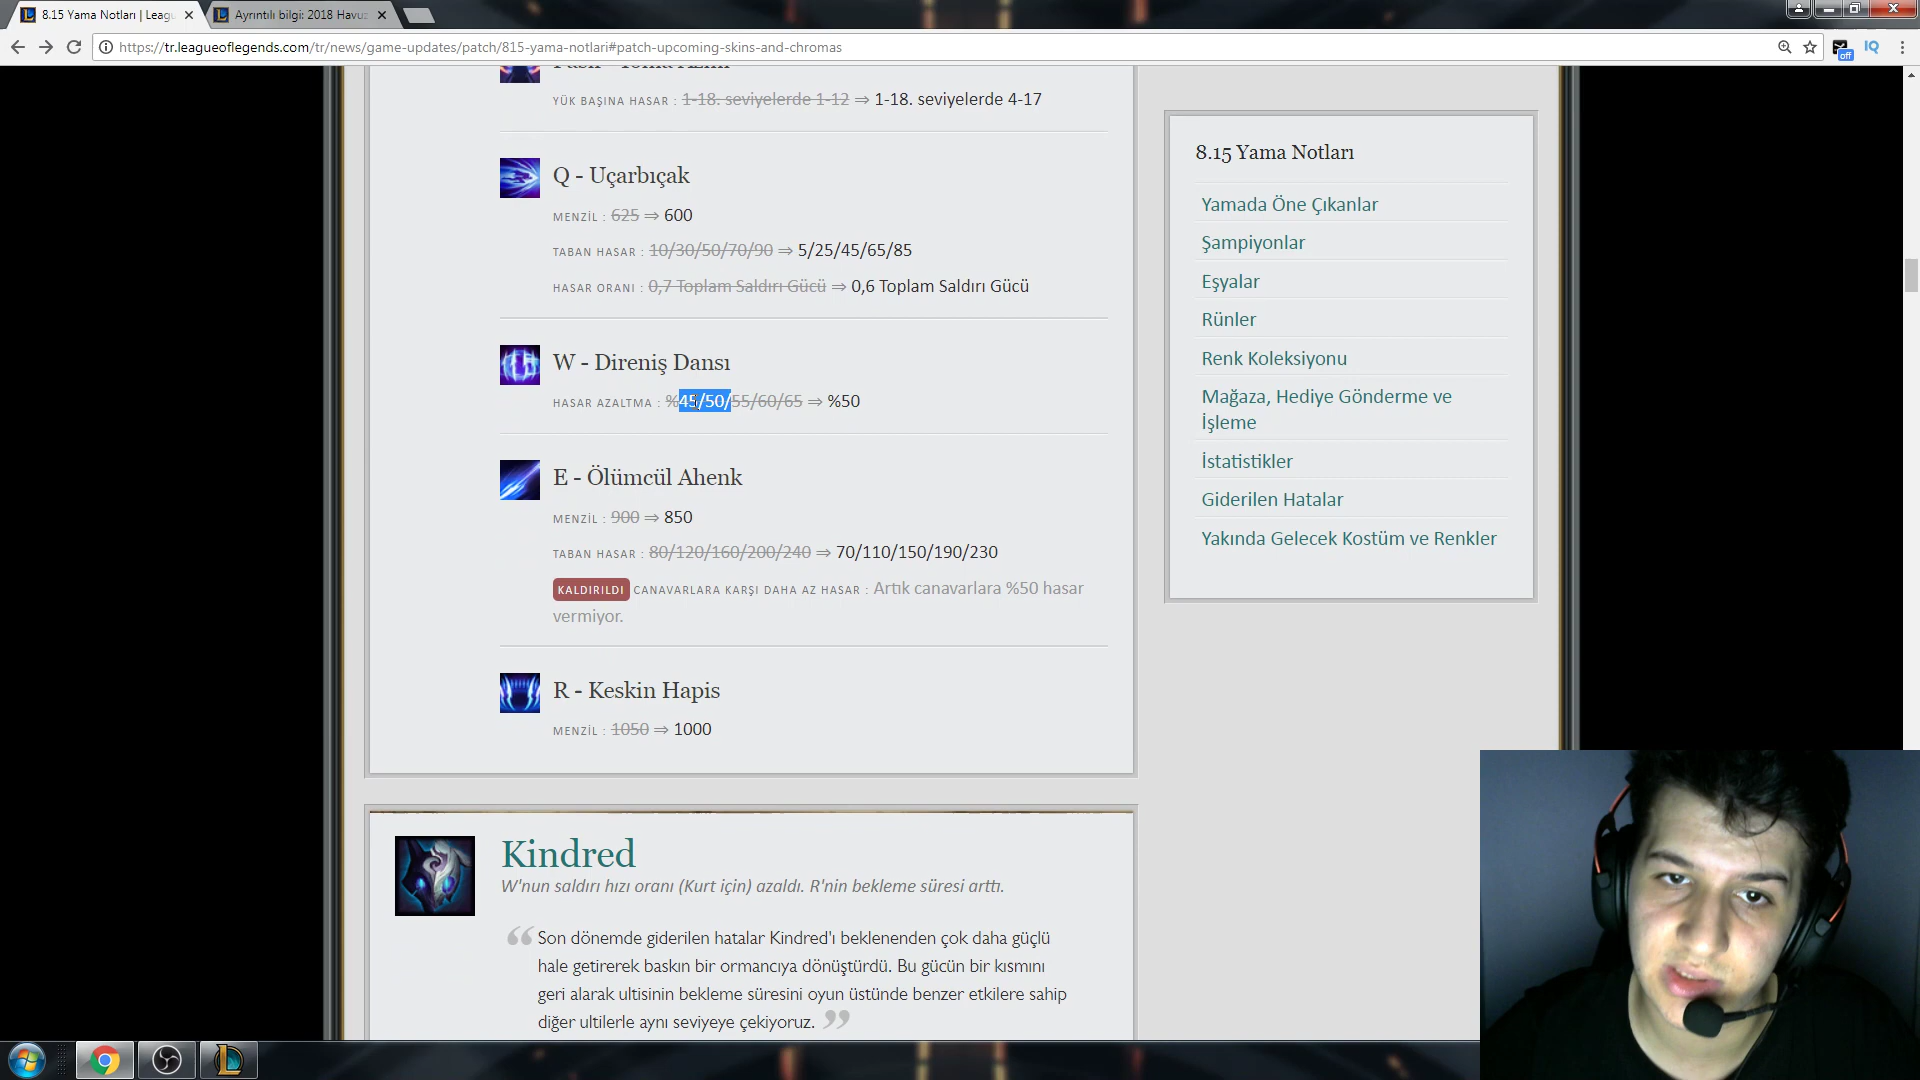 8.15 Yama Notları | Leag
Ayrıntılı bilgi: 2018 Havuz
https://tr.leagueoflegends.com/tr/news/game-updates/patch/815-yama-notlari#patch-upcoming-skins-and-chromas
off
IQ
YÜK BAŞINA HASAR : 1-18. seviyelerde 1-12 ⇒ 1-18. seviyelerde 4-17
Q - Uçarbıçak
MENZİL : 625 ⇒ 600
TABAN HASAR : 10/30/50/70/90 ⇒ 5/25/45/65/85
HASAR ORANI : 0,7 Toplam Saldırı Gücü ⇒ 0,6 Toplam Saldırı Gücü
W - Direniş Dansı
HASAR AZALTMA : %45/50/55/60/65 ⇒ %50
E - Ölümcül Ahenk
MENZİL : 900 ⇒ 850
TABAN HASAR : 80/120/160/200/240 ⇒ 70/110/150/190/230
KALDIRILDI CANAVARLARA KARŞI DAHA AZ HASAR : Artık canavarlara %50 hasar
vermiyor.
R - Keskin Hapis
MENZİL : 1050 ⇒ 1000
Kindred
W'nun saldırı hızı oranı (Kurt için) azaldı. R'nin bekleme süresi arttı.
“ Son dönemde giderilen hatalar Kindred'ı beklenenden çok daha güçlü
hale getirerek baskın bir ormancıya dönüştürdü. Bu gücün bir kısmını
geri alarak ultisinin bekleme süresini oyun üstünde benzer etkilere sahip
diğer ultilerle aynı seviyeye çekiyoruz. ”
8.15 Yama Notları
Yamada Öne Çıkanlar
Şampiyonlar
Eşyalar
Rünler
Renk Koleksiyonu
Mağaza, Hediye Gönderme ve
İşleme
İstatistikler
Giderilen Hatalar
Yakında Gelecek Kostüm ve Renkler